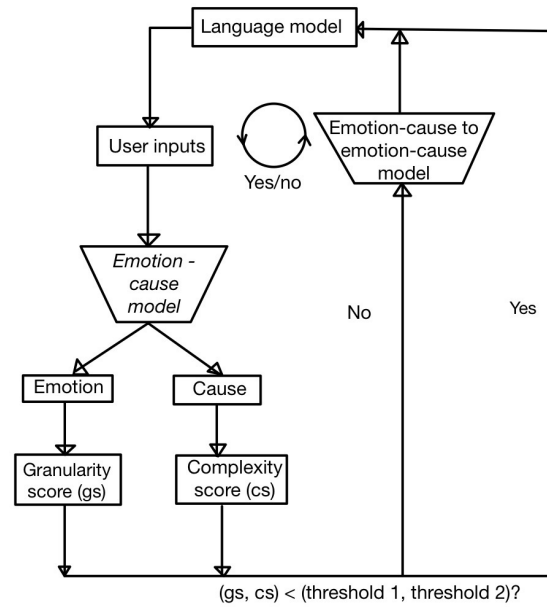 Language model
User inputs
Yes/no
Emotion-cause to
emotion-cause
model
Emotion -
cause
model
No
Yes
Emotion
Cause
Granularity
score (gs)
Complexity
score (cs)
(gs, cs) < (threshold 1, threshold 2)?